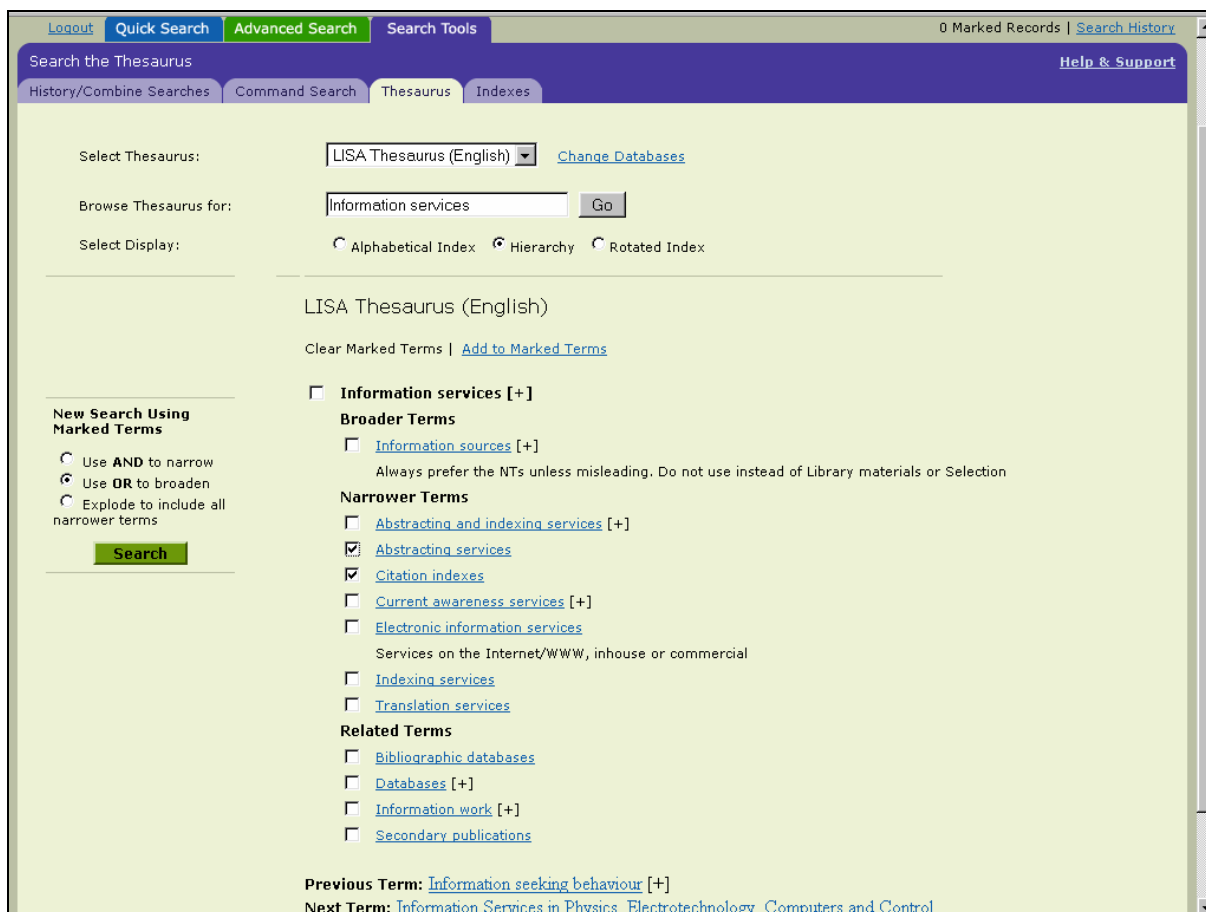 Logout Quick Search Advanced Search Search Tools 0 Marked Records | Search History
Search the Thesaurus Help & Support
History/Combine Searches Command Search Thesaurus Indexes
Select Thesaurus: LISA Thesaurus (English) Change Databases
Browse Thesaurus for: Information services Go
Select Display: Alphabetical Index Hierarchy Rotated Index
LISA Thesaurus (English)
Clear Marked Terms | Add to Marked Terms
Information services [+]
Broader Terms
Information sources [+]
Always prefer the NTs unless misleading. Do not use instead of Library materials or Selection
Narrower Terms
Abstracting and indexing services [+]
Abstracting services
Citation indexes
Current awareness services [+]
Electronic information services
Services on the Internet/WWW, inhouse or commercial
Indexing services
Translation services
Related Terms
Bibliographic databases
Databases [+]
Information work [+]
Secondary publications
Previous Term: Information seeking behaviour [+]
Next Term: Information Services in Physics, Electrotechnology, Computers and Control
New Search Using
Marked Terms
Use AND to narrow
Use OR to broaden
Explode to include all
narrower terms
Search